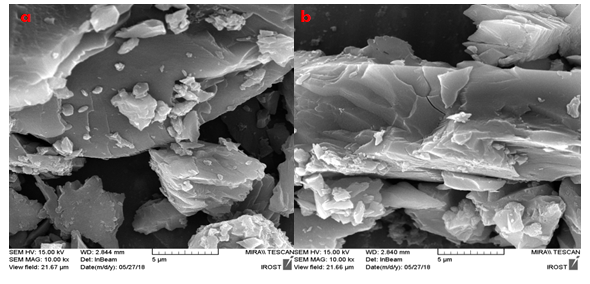 a
SEM HV: 15.00 kV WD: 2.844 mm MIRA\\ TESCAN
SEM MAG: 10.00 kx Det: InBeam 5 µm
View field: 21.67 µm Date(m/d/y): 05/27/18 IROST
b
SEM HV: 15.00 kV WD: 2.840 mm MIRA\\ TESCAN
SEM MAG: 10.00 kx Det: InBeam 5 µm
View field: 21.66 µm Date(m/d/y): 05/27/18 IROST